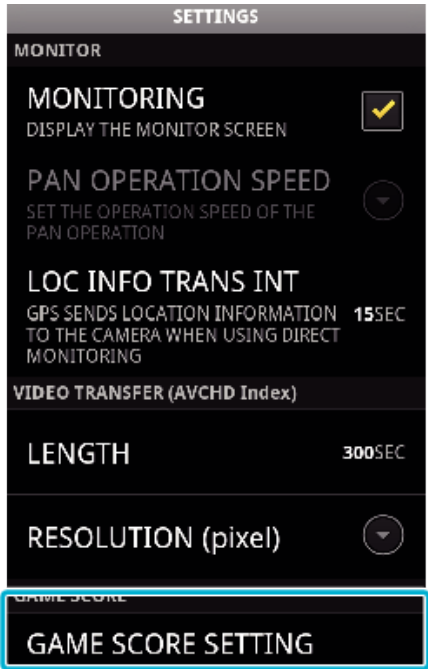 SETTINGS
MONITOR
MONITORING
DISPLAY THE MONITOR SCREEN
PAN OPERATION SPEED
SET THE OPERATION SPEED OF THE
PAN OPERATION
LOC INFO TRANS INT
GPS SENDS LOCATION INFORMATION 15SEC
TO THE CAMERA WHEN USING DIRECT
MONITORING
VIDEO TRANSFER (AVCHD Index)
LENGTH 300SEC
RESOLUTION (pixel)
GAME SCORE
GAME SCORE SETTING